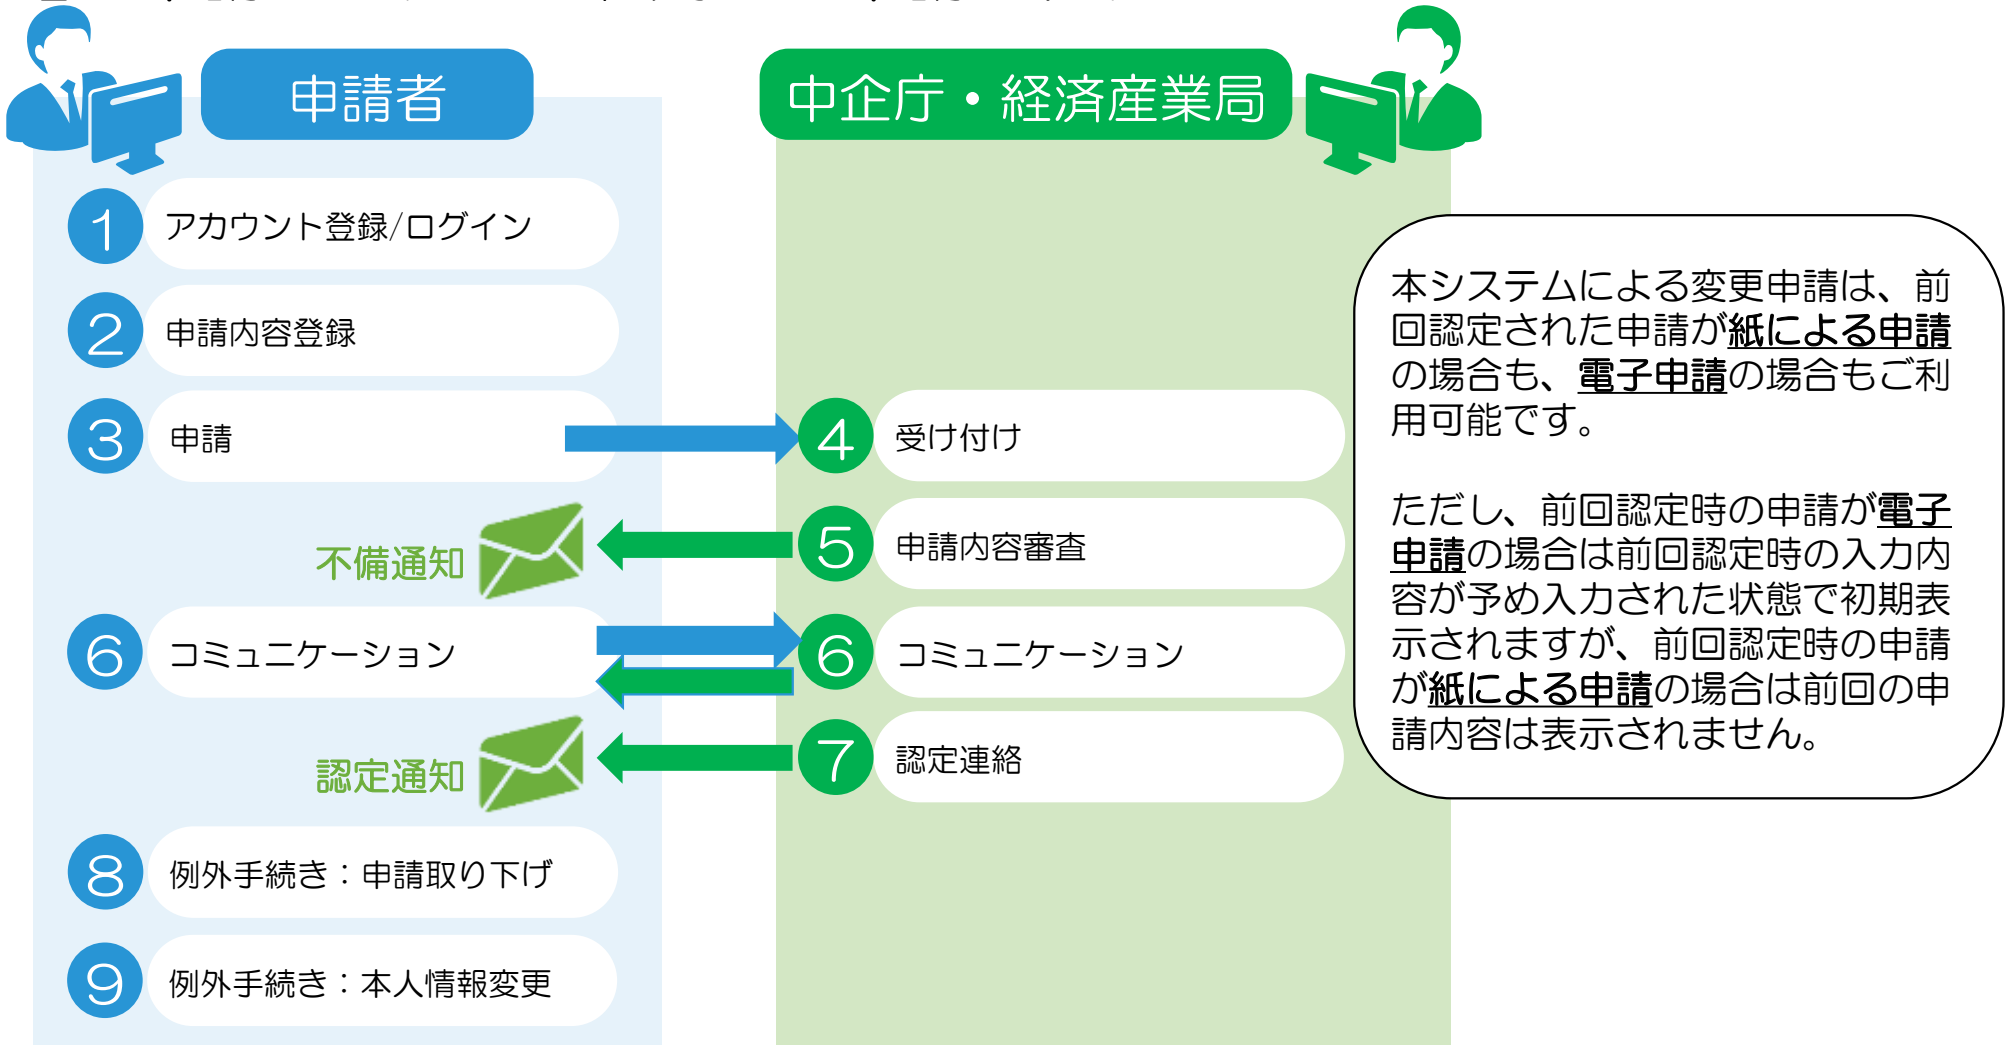 申請者
中企庁・経済産業局
1 アカウント登録/ログイン
2 申請内容登録
3 申請
4 受け付け
5 申請内容審査
不備通知
6 コミュニケーション
6 コミュニケーション
7 認定連絡
認定通知
8 例外手続き：申請取り下げ
9 例外手続き：本人情報変更
本システムによる変更申請は、前
回認定された申請が紙による申請
の場合も、電子申請の場合もご利
用可能です。
ただし、前回認定時の申請が電子
申請の場合は前回認定時の入力内
容が予め入力された状態で初期表
示されますが、前回認定時の申請
が紙による申請の場合は前回の申
請内容は表示されません。